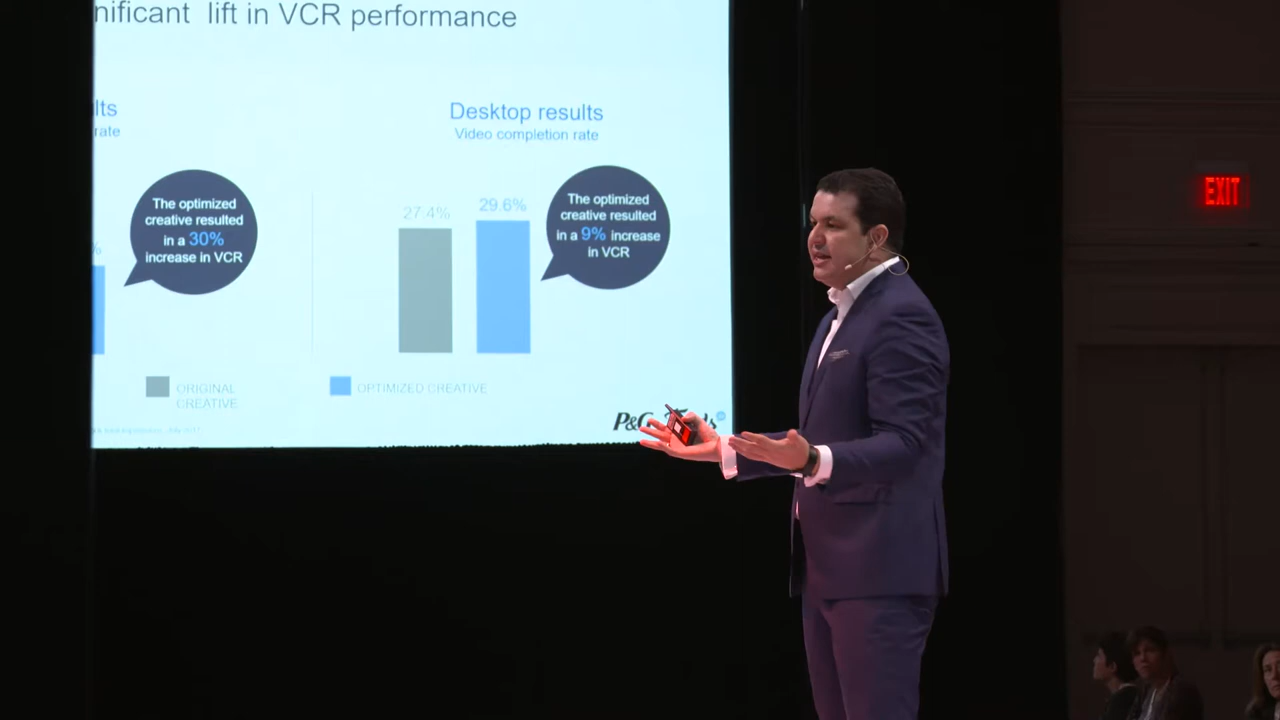 nificant lift in VCR performance
lts
rate
The optimized
creative resulted
in a 30%
increase in VCR
%
Desktop results
Video completion rate
27.4%
29.6%
The optimized
creative resulted
in a 9% increase
in VCR
ORIGINAL
CREATIVE
OPTIMIZED CREATIVE
July 2017
P&G
EXIT